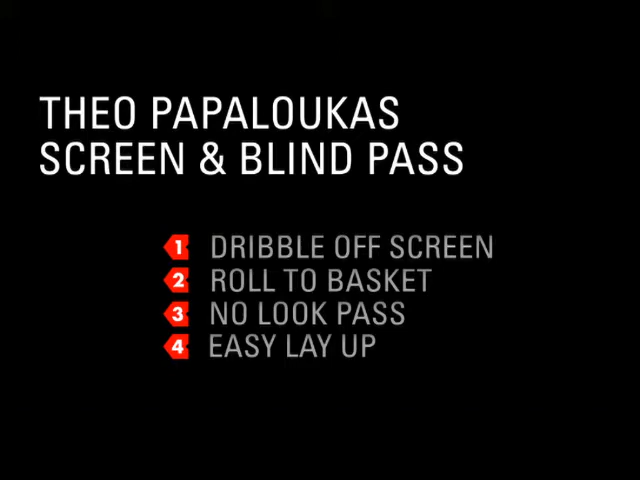 THEO PAPALOUKAS
SCREEN & BLIND PASS
1 DRIBBLE OFF SCREEN
2 ROLL TO BASKET
3 NO LOOK PASS
4 EASY LAY UP